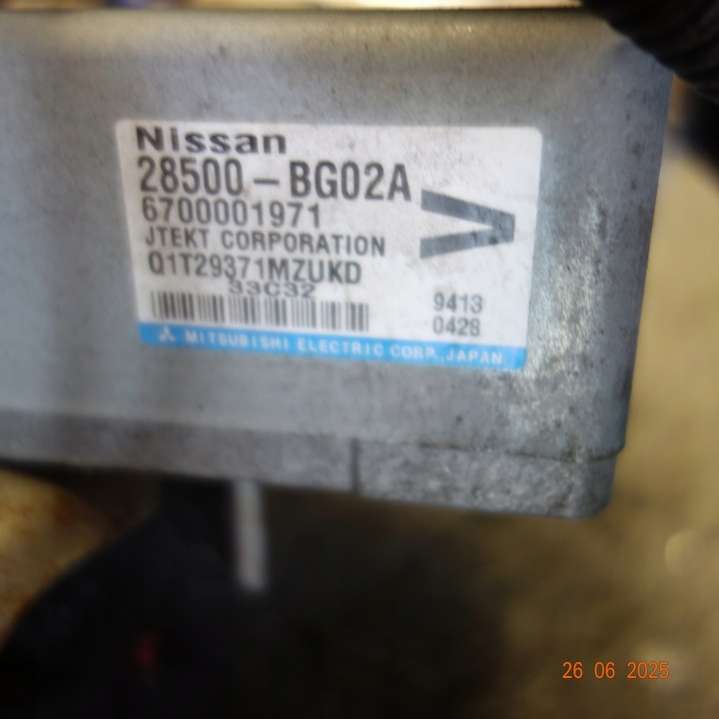 Nissan
28500-BG02A
6700001971
JTEKT CORPORATION
Q1T29371MZUKD
33C32
9413
0428
MITSUBISHI ELECTRIC CORP., JAPAN
26 06 2025